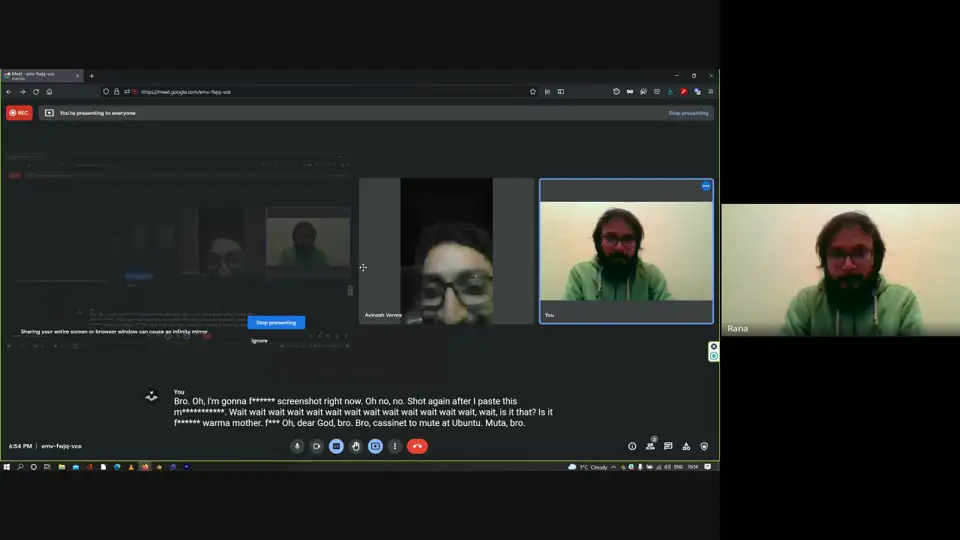 Meet - emv-fwjq-vce
https://meet.google.com/emv-fwjq-vce
REC
You're presenting to everyone
Stop presenting
Stop presenting
Sharing your entire screen or browser window can cause an infinity mirror
Ignore
Avinash Verma
You
Rana
You
Bro. Oh, I'm gonna f****** screenshot right now. Oh no, no. Shot again after I paste this
m***********. Wait wait wait wait wait wait wait wait wait wait wait wait wait, wait, is it that? Is it
f****** warma mother. f*** Oh, dear God, bro. Bro, cassinet to mute at Ubuntu. Muta, bro.
6:54 PM | emv-fwjq-vce
1°C Cloudy
ENG
18:54